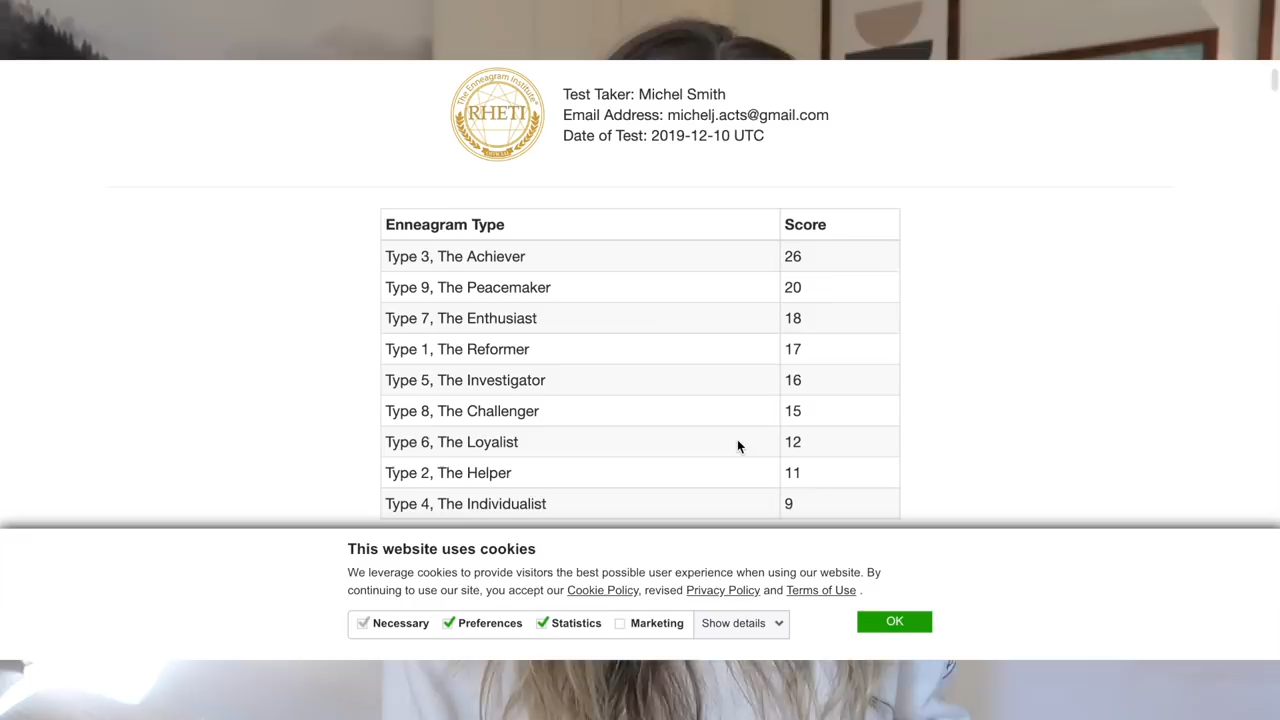 The Enneagram Institute®
RHETI
Test Taker: Michel Smith
Email Address: michelj.acts@gmail.com
Date of Test: 2019-12-10 UTC
Enneagram Type Score
Type 3, The Achiever 26
Type 9, The Peacemaker 20
Type 7, The Enthusiast 18
Type 1, The Reformer 17
Type 5, The Investigator 16
Type 8, The Challenger 15
Type 6, The Loyalist 12
Type 2, The Helper 11
Type 4, The Individualist 9
This website uses cookies
We leverage cookies to provide visitors the best possible user experience when using our website. By
continuing to use our site, you accept our Cookie Policy, revised Privacy Policy and Terms of Use .
Necessary Preferences Statistics Marketing Show details OK